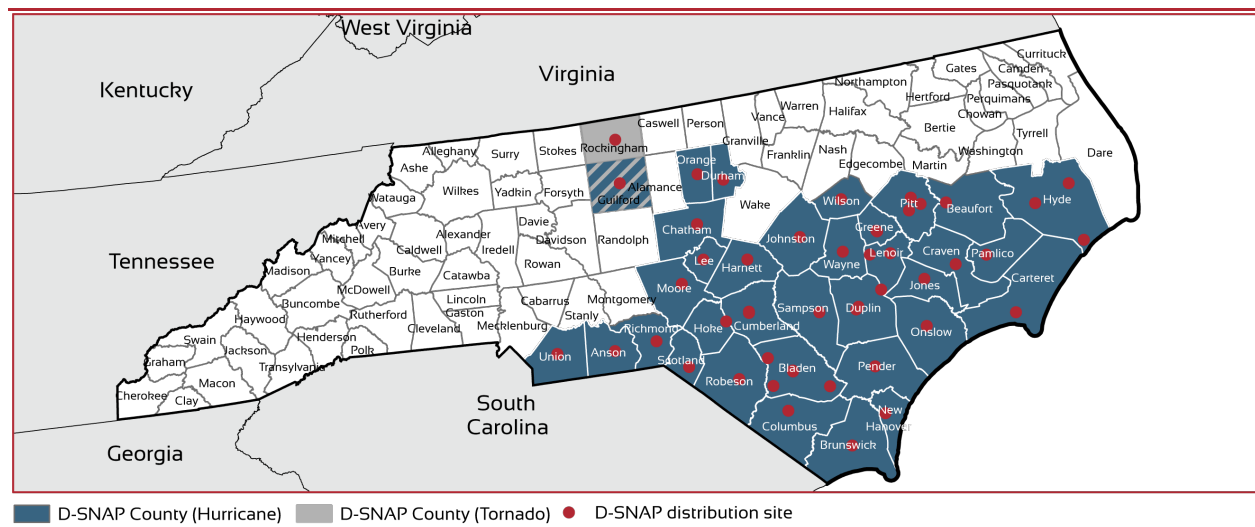 West Virginia
Kentucky
Virginia
Tennessee
Georgia
South
Carolina
Currituck
Gates
Camden
Pasquotank
Northampton
Hertford
Perquimans
Chowan
Warren
Vance
Halifax
Caswell
Person
Granville
Bertie
Tyrrell
Rockingham
Alleghany
Surry
Stokes
Ashe
Franklin
Nash
Edgecombe
Martin
Washington
Dare
Orange
Durham
Wilkes
Yadkin
Forsyth
Guilford
Alamance
Watauga
Wake
Wilson
Pitt
Beaufort
Hyde
Avery
Davie
Alexander
Iredell
Davidson
Randolph
Chatham
Johnston
Greene
Mitchell
Yancey
Caldwell
Madison
Burke
Catawba
Rowan
Lee
Harnett
Wayne
Lenoir
Craven
Pamlico
Carteret
Jones
McDowell
Buncombe
Lincoln
Gaston
Cabarrus
Montgomery
Stanly
Moore
Haywood
Rutherford
Cleveland
Mecklenburg
Richmond
Hoke
Cumberland
Sampson
Duplin
Onslow
Swain
Henderson
Jackson
Polk
Graham
Transylvania
Union
Anson
Scotland
Robeson
Bladen
Pender
Macon
Cherokee
Clay
Columbus
New
Hanover
Brunswick
D-SNAP County (Hurricane)
D-SNAP County (Tornado)
D-SNAP distribution site